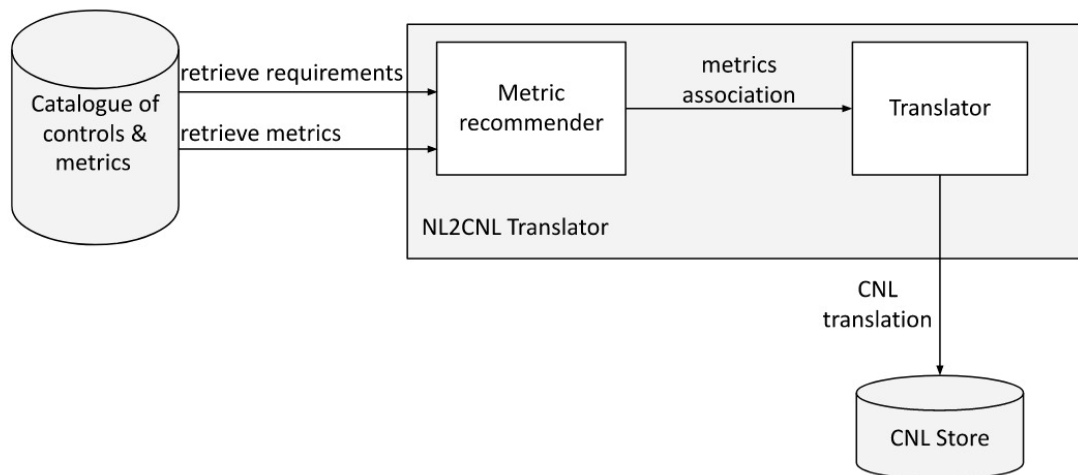 retrieve requirements
Catalogue of
controls &
metrics
retrieve metrics
Metric
recommender
metrics
association
Translator
NL2CNL Translator
CNL
translation
CNL Store